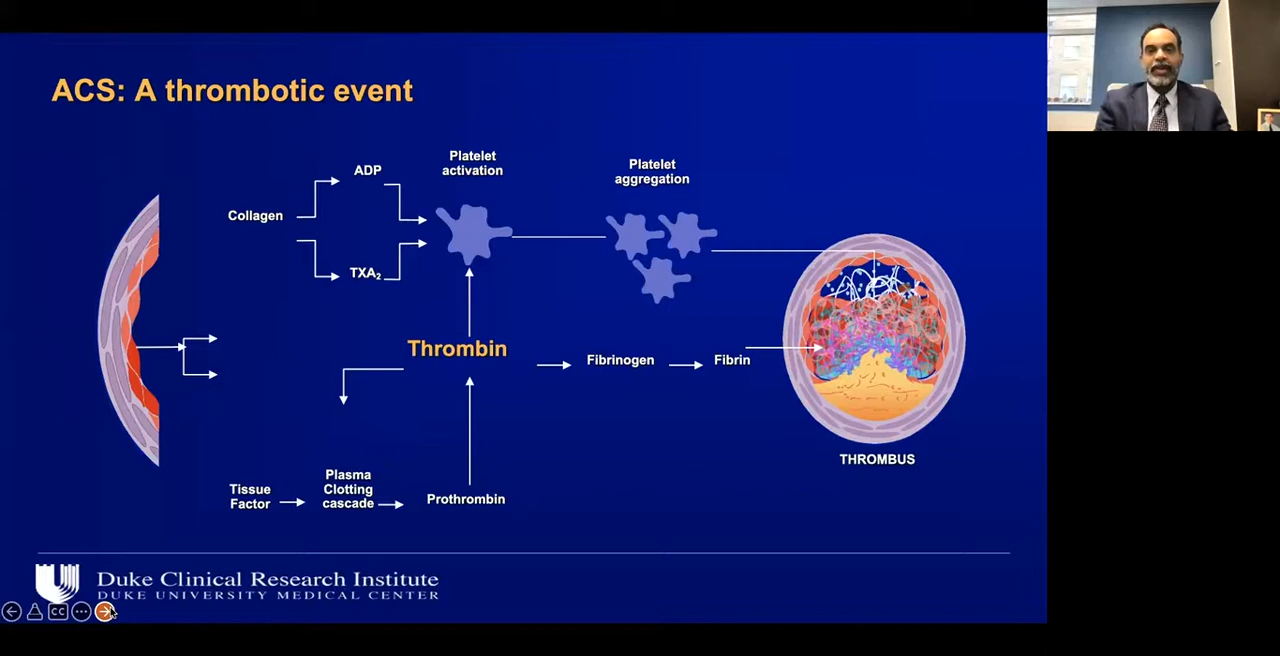 ACS: A thrombotic event
Platelet
activation
Platelet
aggregation
ADP
Collagen
TXA₂
Thrombin
Fibrinogen
Fibrin
THROMBUS
Tissue
Factor
Plasma
Clotting
cascade
Prothrombin
Duke Clinical Research Institute
DUKE UNIVERSITY MEDICAL CENTER
CC